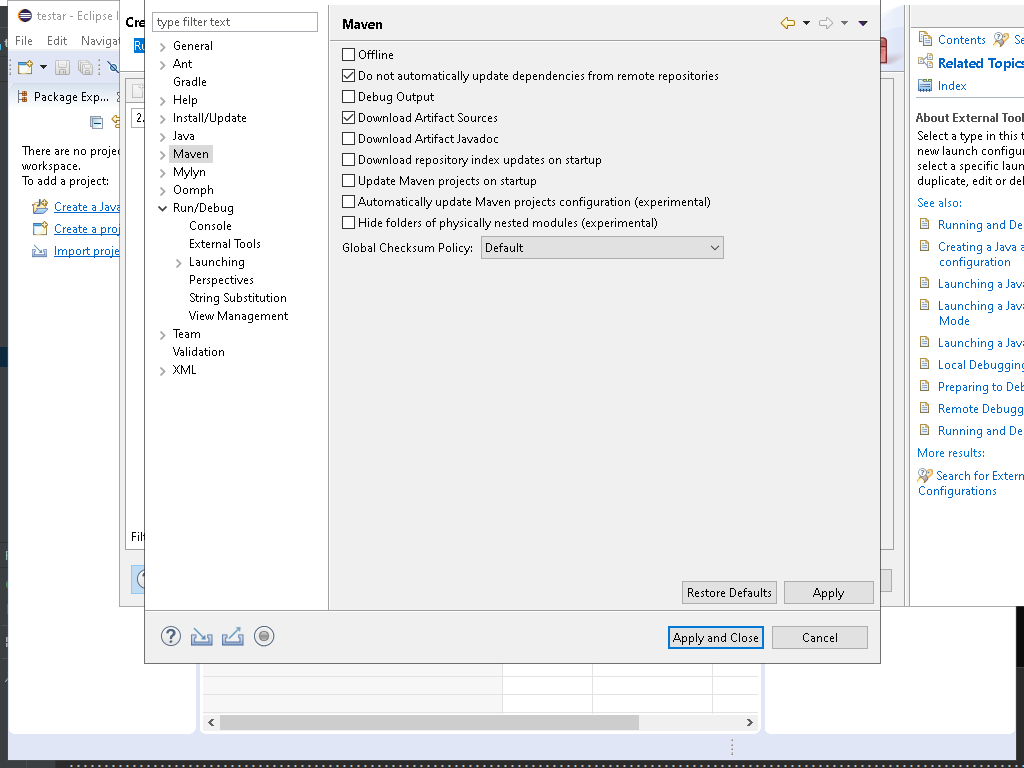 testar - Eclipse I
File Edit Navigat
Package Exp...
There are no projec
workspace.
To add a project:
Create a Java
Create a proj
Import proje
Cre
Ru
2.
Filt
type filter text
General
Ant
Gradle
Help
Install/Update
Java
Maven
Mylyn
Oomph
Run/Debug
Console
External Tools
Launching
Perspectives
String Substitution
View Management
Team
Validation
XML
Maven
Offline
Do not automatically update dependencies from remote repositories
Debug Output
Download Artifact Sources
Download Artifact Javadoc
Download repository index updates on startup
Update Maven projects on startup
Automatically update Maven projects configuration (experimental)
Hide folders of physically nested modules (experimental)
Global Checksum Policy: Default
Restore Defaults Apply
Apply and Close Cancel
Contents Se
Related Topics
Index
About External Tool
Select a type in this t
new launch configur
select a specific laun
duplicate, edit or del
See also:
Running and De
Creating a Java a
configuration
Launching a Java
Launching a Java
Mode
Launching a Java
Local Debugging
Preparing to Deb
Remote Debugg
Running and De
More results:
Search for Extern
Configurations